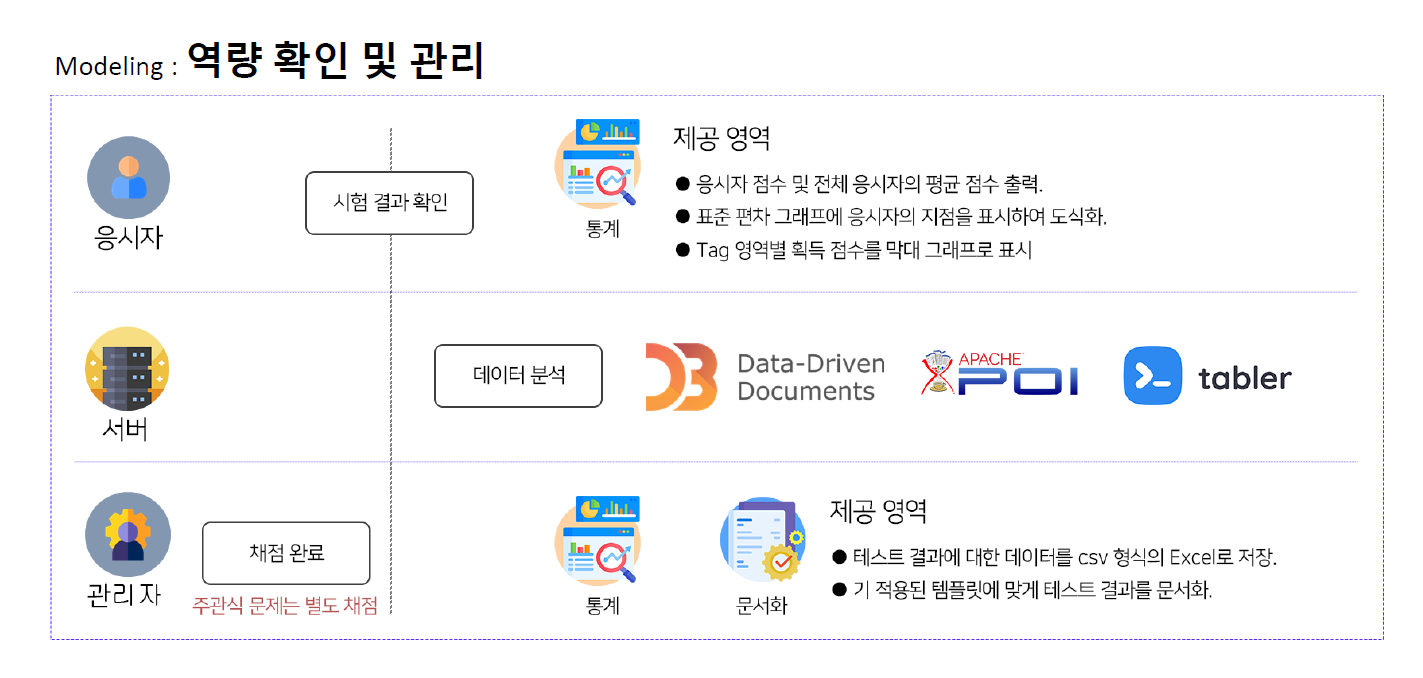 Modeling : 역량 확인 및 관리
응시자
시험 결과 확인
통계
제공 영역
● 응시자 점수 및 전체 응시자의 평균 점수 출력.
● 표준 편차 그래프에 응시자의 지점을 표시하여 도식화.
● Tag 영역별 획득 점수를 막대 그래프로 표시
서버
데이터 분석
D3 Data-Driven
Documents
APACHE
POI
tabler
관리자
채점 완료
주관식 문제는 별도 채점
통계
문서화
제공 영역
● 테스트 결과에 대한 데이터를 csv 형식의 Excel로 저장.
● 기 적용된 템플릿에 맞게 테스트 결과를 문서화.